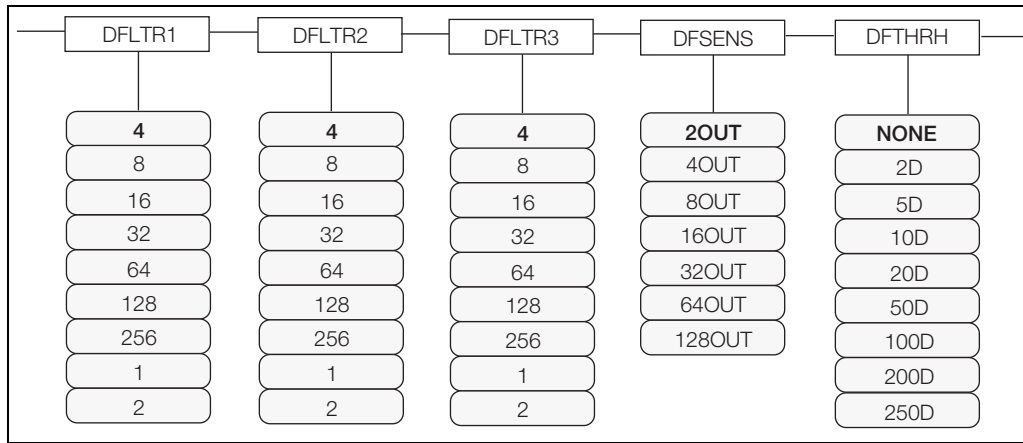 DFLTR1 DFLTR2 DFLTR3 DFSENS DFTHRH
4 4 4 2OUT NONE
8 8 8 4OUT 2D
16 16 16 8OUT 5D
32 32 32 16OUT 10D
64 64 64 32OUT 20D
128 128 128 64OUT 50D
256 256 256 128OUT 100D
1 1 1 200D
2 2 2 250D